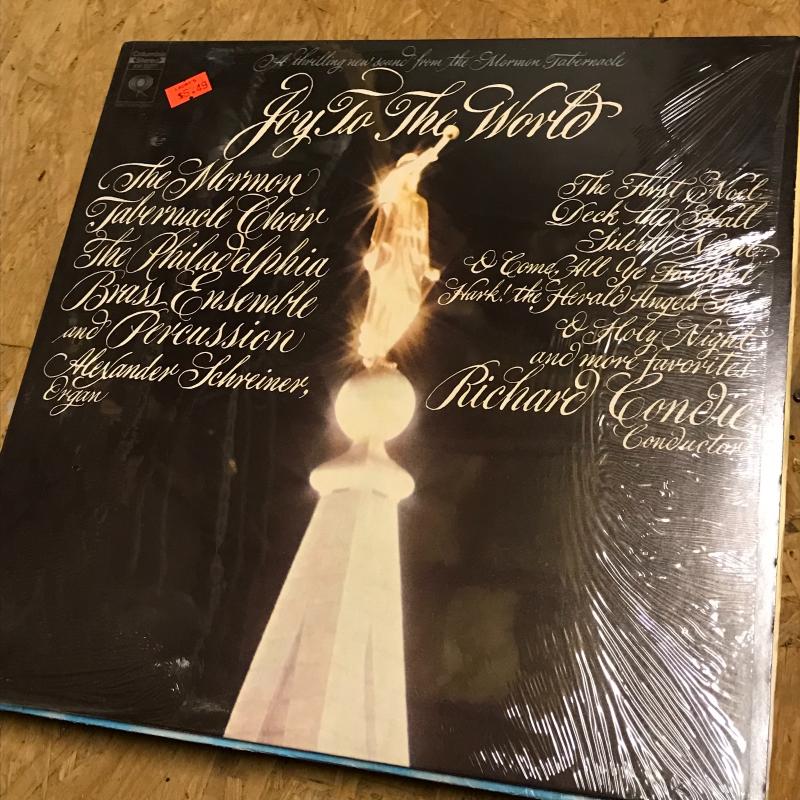 A thrilling new sound from the Mormon Tabernacle
Columbia
Stereo
$5.49
Joy To The World
The Mormon
Tabernacle Choir
The Philadelphia
Brass Ensemble
and Percussion
Alexander Schreiner,
Organ
The First Noel
Deck the Hall
Silent Night
O Come, All Ye Faithful
Hark! the Herald Angels Sing
O Holy Night
and more favorites
Richard Condie
Conductor